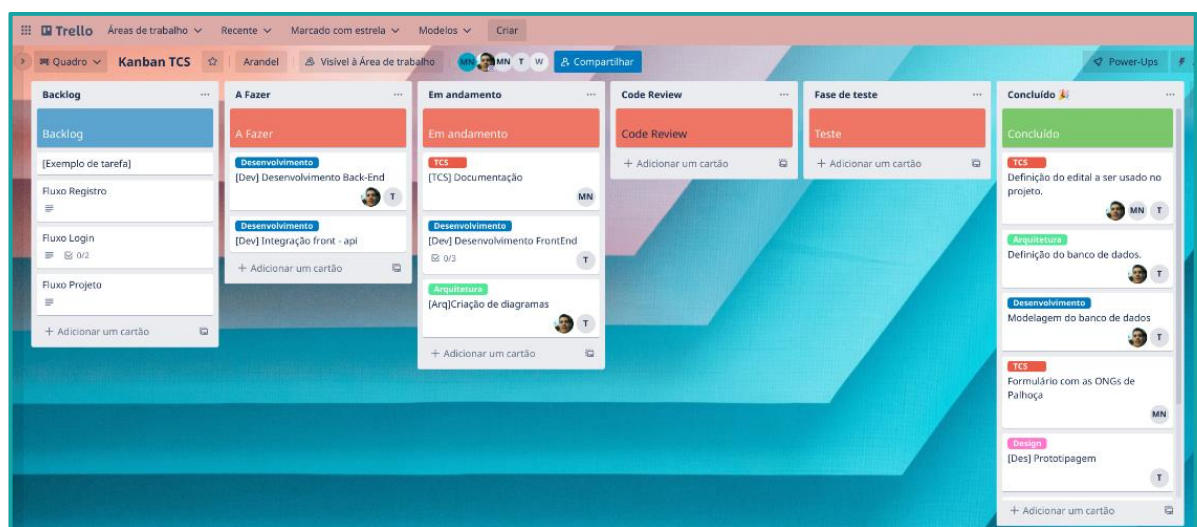 Trello Áreas de trabalho Recente Marcado com estrela Modelos Criar
Quadro Kanban TCS Arandel Visível à Área de trabalho MN MN T W Compartilhar Power-Ups
Backlog
Backlog
[Exemplo de tarefa]
Fluxo Registro
Fluxo Login
0/2
Fluxo Projeto
+ Adicionar um cartão
A Fazer
A Fazer
Desenvolvimento
[Dev] Desenvolvimento Back-End
T
Desenvolvimento
[Dev] Integração front - api
+ Adicionar um cartão
Em andamento
Em andamento
TCS
[TCS] Documentação
MN
Desenvolvimento
[Dev] Desenvolvimento FrontEnd
0/3
T
Arquitetura
[Arq]Criação de diagramas
T
+ Adicionar um cartão
Code Review
Code Review
+ Adicionar um cartão
Fase de teste
Teste
+ Adicionar um cartão
Concluído 🎉
Concluído
TCS
Definição do edital a ser usado no
projeto.
MN T
Arquitetura
Definição do banco de dados.
T
Desenvolvimento
Modelagem do banco de dados
T
TCS
Formulário com as ONGs de
Palhoça
MN
Design
[Des] Prototipagem
T
+ Adicionar um cartão